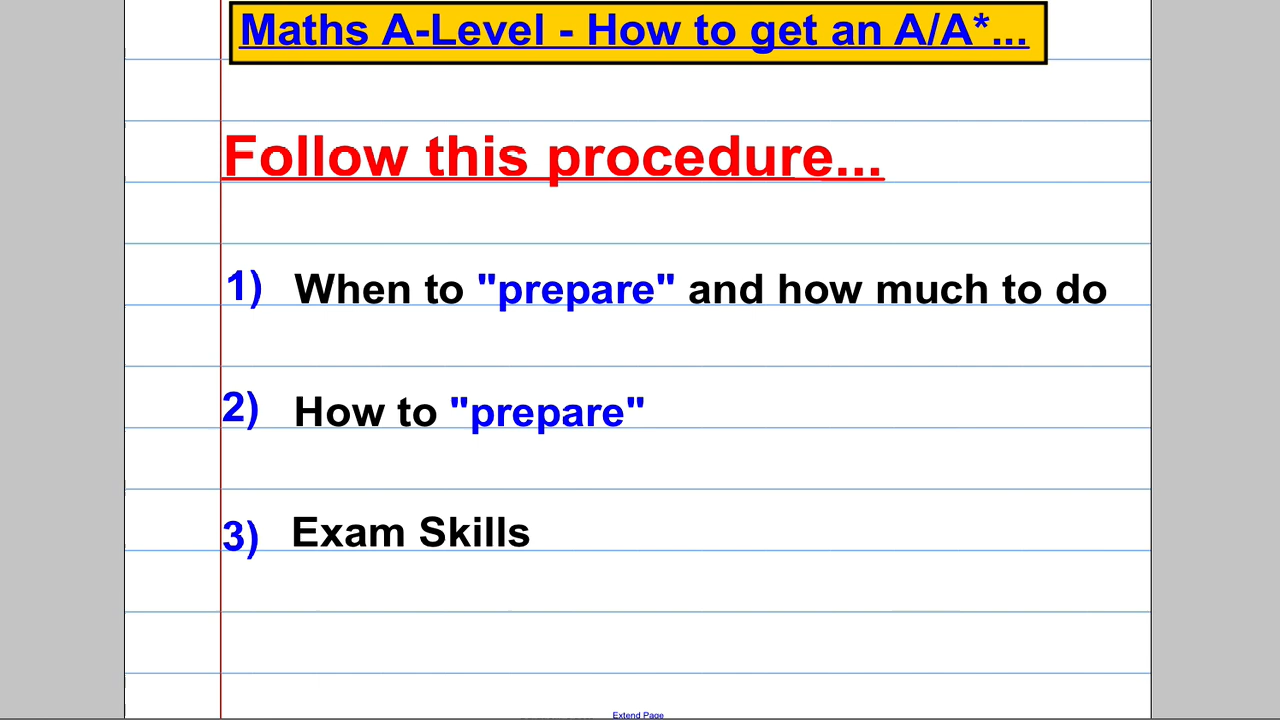 Maths A-Level - How to get an A/A*...
Follow this procedure...
1) When to "prepare" and how much to do
2) How to "prepare"
3) Exam Skills
Extend Page